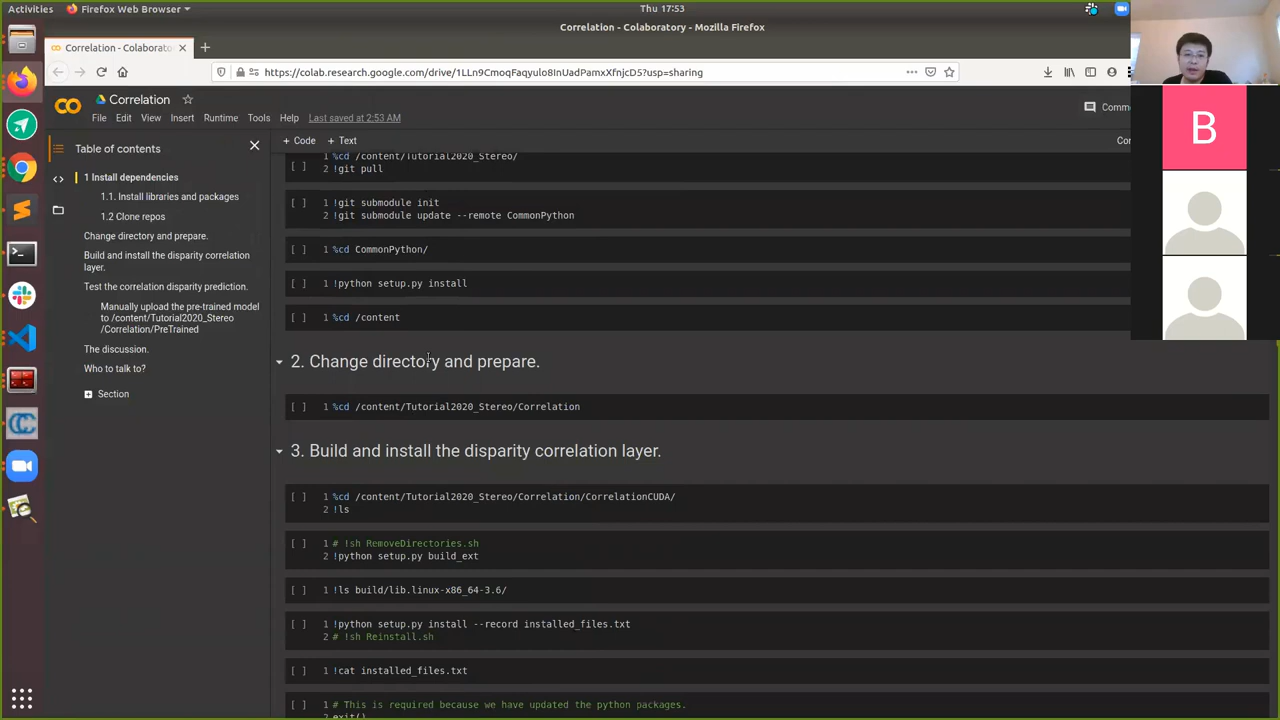 Activities
Firefox Web Browser
Thu 17:53
Correlation - Colaboratory - Mozilla Firefox
Correlation - Colaborato
https://colab.research.google.com/drive/1LLn9CmoqFaqyulo8InUadPamxXfnjcD5?usp=sharing
Correlation
File Edit View Insert Runtime Tools Help Last saved at 2:53 AM
Comm
+ Code + Text
Con
Table of contents
1 Install dependencies
1.1. Install libraries and packages
1.2 Clone repos
Change directory and prepare.
Build and install the disparity correlation
layer.
Test the correlation disparity prediction.
Manually upload the pre-trained model
to /content/Tutorial2020_Stereo
/Correlation/PreTrained
The discussion.
Who to talk to?
Section
[ ] 1 %cd /content/Tutorial2020_Stereo/
2 !git pull
[ ] 1 !git submodule init
2 !git submodule update --remote CommonPython
[ ] 1 %cd CommonPython/
[ ] 1 !python setup.py install
[ ] 1 %cd /content
2. Change directory and prepare.
[ ] 1 %cd /content/Tutorial2020_Stereo/Correlation
3. Build and install the disparity correlation layer.
[ ] 1 %cd /content/Tutorial2020_Stereo/Correlation/CorrelationCUDA/
2 !ls
[ ] 1 # !sh RemoveDirectories.sh
2 !python setup.py build_ext
[ ] 1 !ls build/lib.linux-x86_64-3.6/
[ ] 1 !python setup.py install --record installed_files.txt
2 # !sh Reinstall.sh
[ ] 1 !cat installed_files.txt
[ ] 1 # This is required because we have updated the python packages.
2 exit()
B